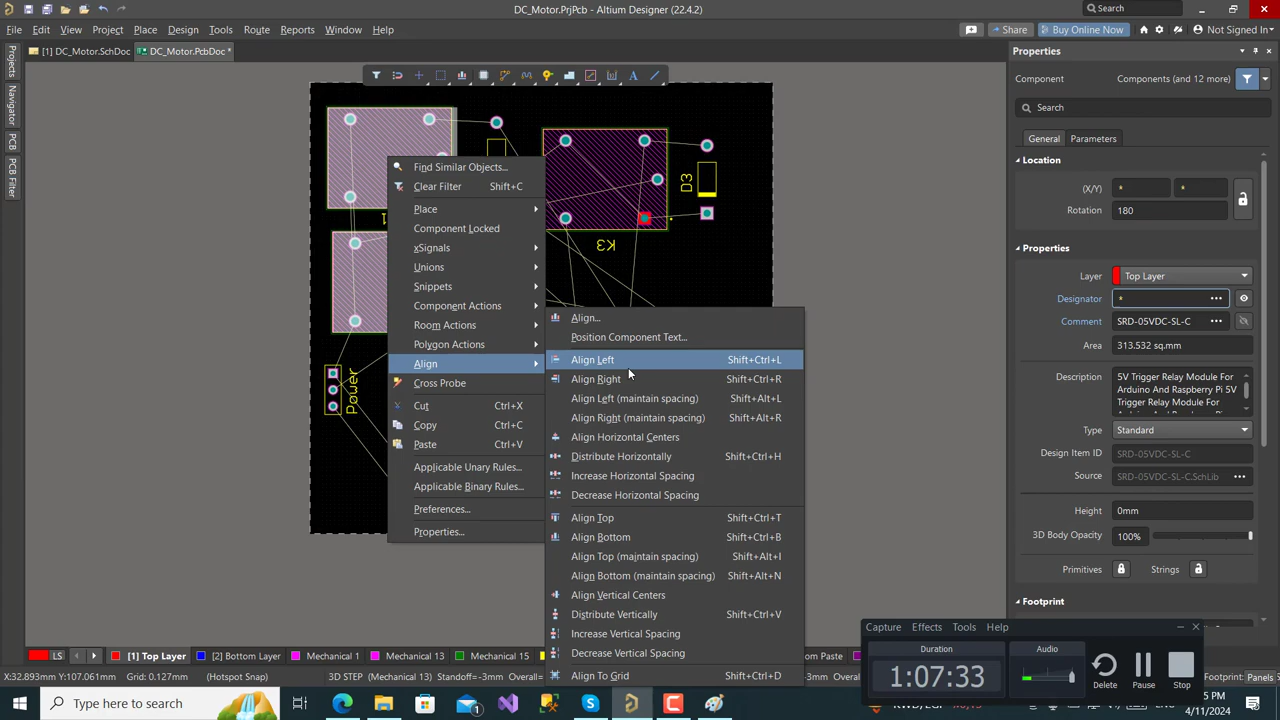 DC_Motor.PrjPcb - Altium Designer (22.4.2)
Search
File Edit View Project Place Design Tools Route Reports Window Help
Share Buy Online Now Not Signed In
[1] DC_Motor.SchDoc DC_Motor.PcbDoc *
Projects
Navigator
PCB
PCB Filter
Properties
Component Components (and 12 more)
Search
General Parameters
Location
(X/Y) * *
Rotation 180
Properties
Layer Top Layer
Designator *
Comment SRD-05VDC-SL-C
Area 313.532 sq.mm
Description 5V Trigger Relay Module For
Arduino And Raspberry Pi 5V
Trigger Relay Module For
Type Standard
Design Item ID SRD-05VDC-SL-C
Source SRD-05VDC-SL-C.SchLib
Height 0mm
3D Body Opacity 100%
Primitives Strings
Footprint
D3
K3
Power
Find Similar Objects...
Clear Filter Shift+C
Place
Component Locked
xSignals
Unions
Snippets
Component Actions
Room Actions
Polygon Actions
Align
Cross Probe
Cut Ctrl+X
Copy Ctrl+C
Paste Ctrl+V
Applicable Unary Rules...
Applicable Binary Rules...
Preferences...
Properties...
Align...
Position Component Text...
Align Left Shift+Ctrl+L
Align Right Shift+Ctrl+R
Align Left (maintain spacing) Shift+Alt+L
Align Right (maintain spacing) Shift+Alt+R
Align Horizontal Centers
Distribute Horizontally Shift+Ctrl+H
Increase Horizontal Spacing
Decrease Horizontal Spacing
Align Top Shift+Ctrl+T
Align Bottom Shift+Ctrl+B
Align Top (maintain spacing) Shift+Alt+I
Align Bottom (maintain spacing) Shift+Alt+N
Align Vertical Centers
Distribute Vertically Shift+Ctrl+V
Increase Vertical Spacing
Decrease Vertical Spacing
Align To Grid Shift+Ctrl+D
Capture Effects Tools Help
Duration Audio
1:07:33
Delete Pause Stop
LS [1] Top Layer [2] Bottom Layer Mechanical 1 Mechanical 13 Mechanical 15 Paste
X:32.893mm Y:107.061mm Grid: 0.127mm (Hotspot Snap) 3D STEP (Mechanical 13) Standoff=-3mm Overall= Panels
Type here to search
4/11/2024